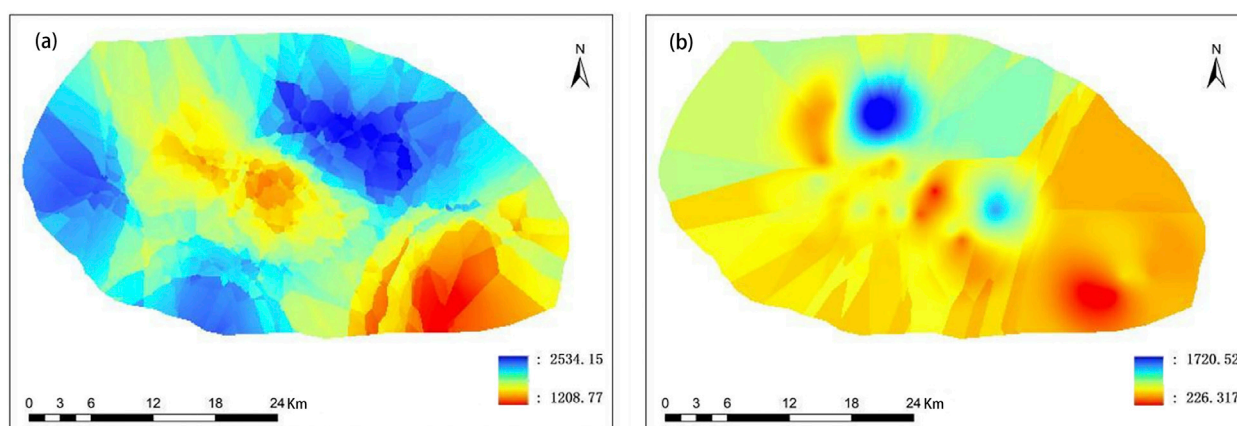 (a)
N
: 2534.15
: 1208.77
0 3 6 12 18 24 Km
(b)
N
: 1720.52
: 226.317
0 3 6 12 18 24 Km